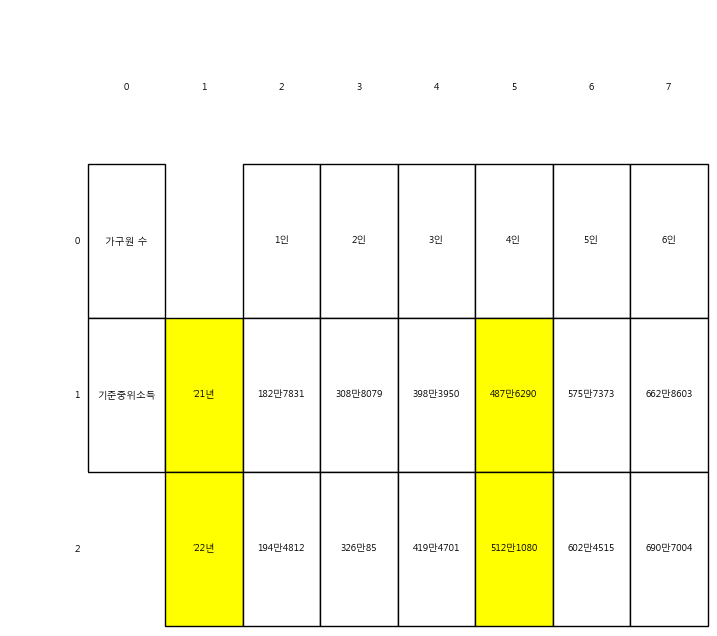 0 1 2 3 4 5 6 7
0 가구원 수 1인 2인 3인 4인 5인 6인
1 기준중위소득 '21년 182만7831 308만8079 398만3950 487만6290 575만7373 662만8603
2 '22년 194만4812 326만85 419만4701 512만1080 602만4515 690만7004